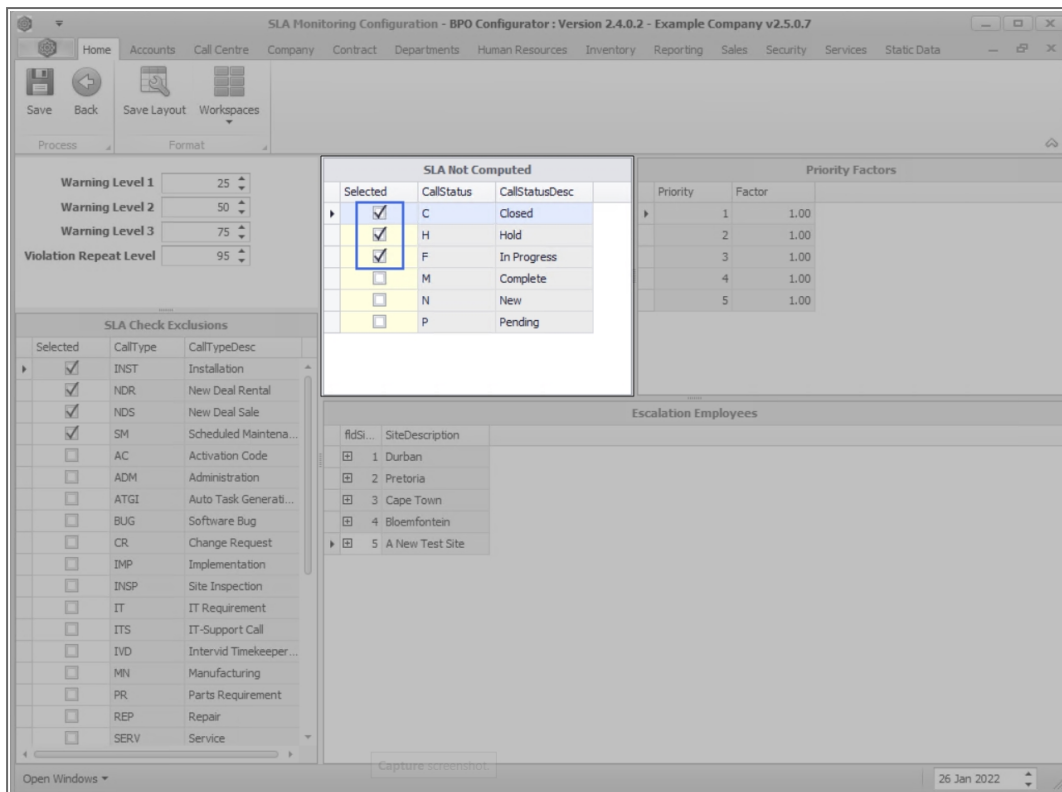 SLA Monitoring Configuration - BPO Configurator : Version 2.4.0.2 - Example Company v2.5.0.7
Home Accounts Call Centre Company Contract Departments Human Resources Inventory Reporting Sales Security Services Static Data
Save Back Save Layout Workspaces
Process Format
Warning Level 1 25
Warning Level 2 50
Warning Level 3 75
Violation Repeat Level 95
SLA Not Computed
Selected CallStatus CallStatusDesc
C Closed
H Hold
F In Progress
M Complete
N New
P Pending
Priority Factors
Priority Factor
1 1.00
2 1.00
3 1.00
4 1.00
5 1.00
SLA Check Exclusions
Selected CallType CallTypeDesc
INST Installation
NDR New Deal Rental
NDS New Deal Sale
SM Scheduled Maintena...
AC Activation Code
ADM Administration
ATGI Auto Task Generati...
BUG Software Bug
CR Change Request
IMP Implementation
INSP Site Inspection
IT IT Requirement
ITS IT-Support Call
IVD Intervid Timekeeper...
MN Manufacturing
PR Parts Requirement
REP Repair
SERV Service
Escalation Employees
fldSi... SiteDescription
1 Durban
2 Pretoria
3 Cape Town
4 Bloemfontein
5 A New Test Site
Capture screenshot
Open Windows 26 Jan 2022